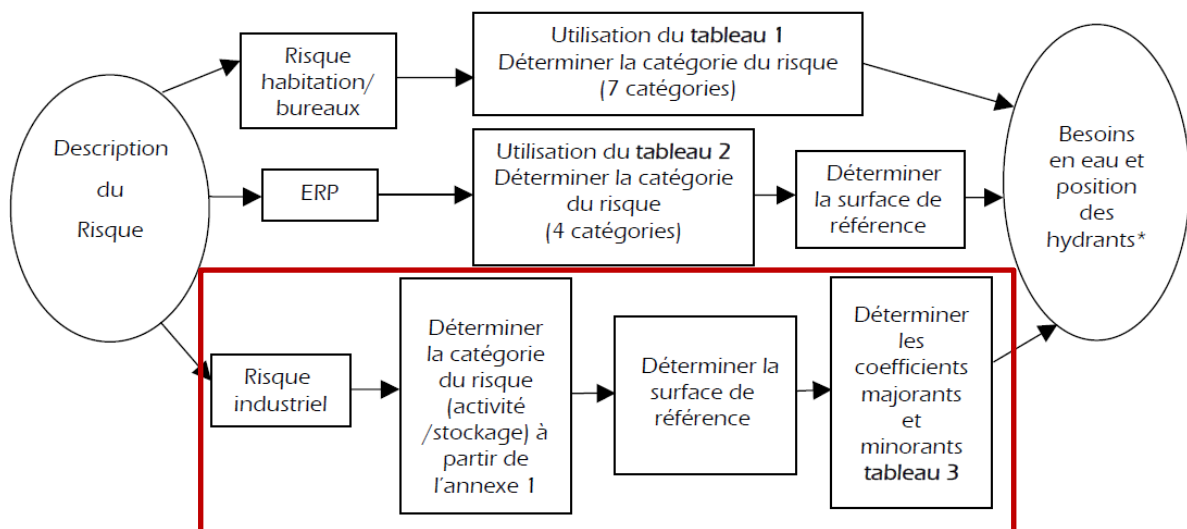 Description
du
Risque
Risque
habitation/
bureaux
Utilisation du tableau 1
Déterminer la catégorie du risque
(7 catégories)
ERP
Utilisation du tableau 2
Déterminer la catégorie
du risque
(4 catégories)
Déterminer
la surface de
référence
Risque
industriel
Déterminer
la catégorie
du risque
(activité
/stockage) à
partir de
l'annexe 1
Déterminer la
surface de
référence
Déterminer
les
coefficients
majorants
et
minorants
tableau 3
Besoins
en eau et
position
des
hydrants*